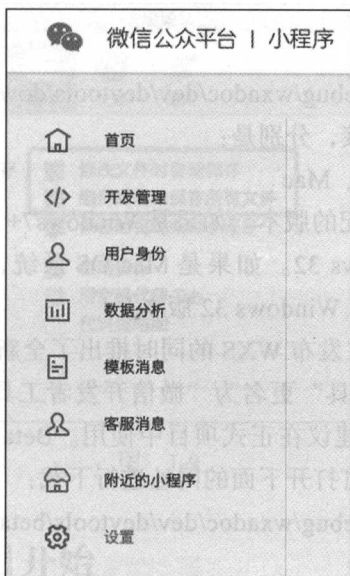 微信公众平台 | 小程序
首页
开发管理
用户身份
数据分析
模板消息
客服消息
附近的小程序
设置